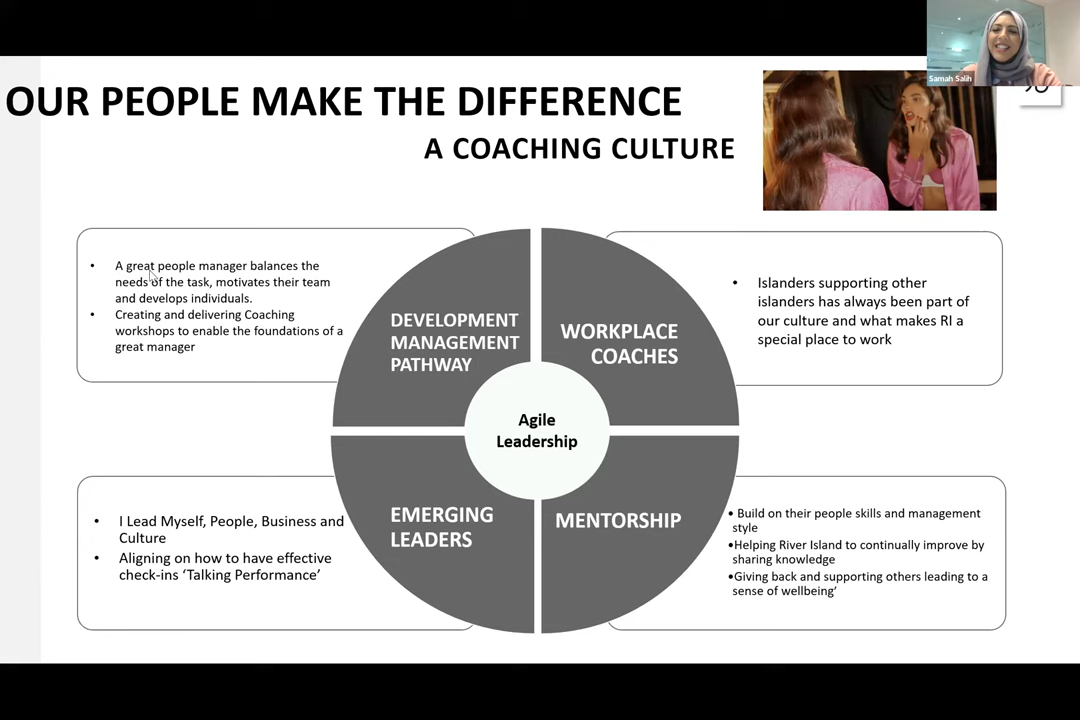 Samah Salih
OUR PEOPLE MAKE THE DIFFERENCE
A COACHING CULTURE
• A great people manager balances the
needs of the task, motivates their team
and develops individuals.
• Creating and delivering Coaching
workshops to enable the foundations of a
great manager
DEVELOPMENT
MANAGEMENT
PATHWAY
WORKPLACE
COACHES
• Islanders supporting other
islanders has always been part of
our culture and what makes RI a
special place to work
Agile
Leadership
• I Lead Myself, People, Business and
Culture
• Aligning on how to have effective
check-ins ‘Talking Performance’
EMERGING
LEADERS
MENTORSHIP
• Build on their people skills and management
style
•Helping River Island to continually improve by
sharing knowledge
•Giving back and supporting others leading to a
sense of wellbeing’